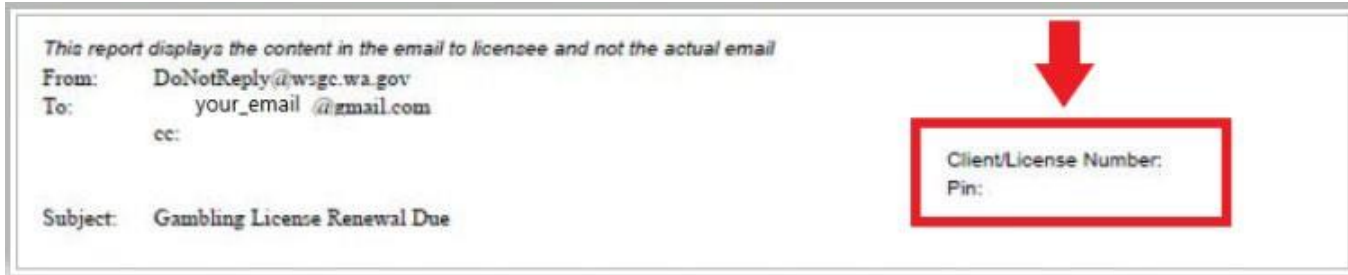 This report displays the content in the email to licensee and not the actual email
From: DoNotReply@wsgc.wa.gov
To: your_email @gmail.com
cc:
Client/License Number:
Pin:
Subject: Gambling License Renewal Due